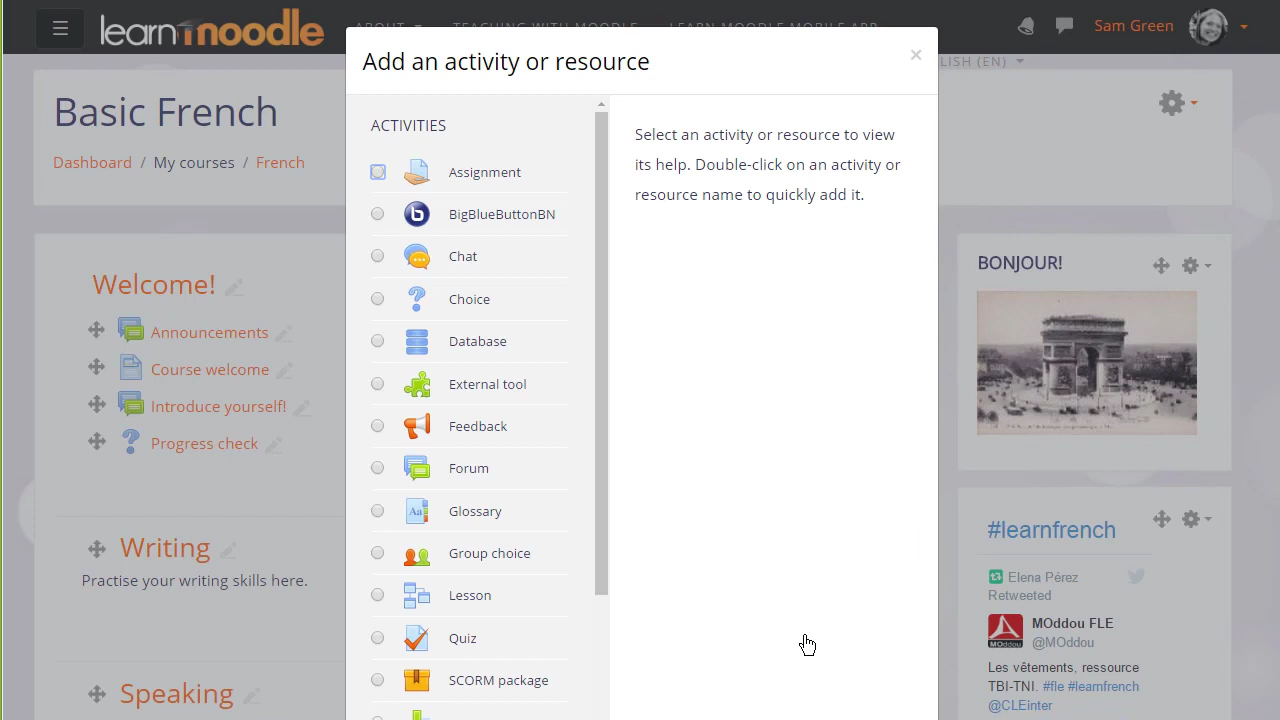 learn moodle
Sam Green
Add an activity or resource
×
LISH (EN)
Basic French
Dashboard / My courses / French
ACTIVITIES
Assignment
BigBlueButtonBN
Chat
Choice
Database
External tool
Feedback
Forum
Glossary
Group choice
Lesson
Quiz
SCORM package
Select an activity or resource to view
its help. Double-click on an activity or
resource name to quickly add it.
Welcome!
Announcements
Course welcome
Introduce yourself!
Progress check
Writing
Practise your writing skills here.
Speaking
BONJOUR!
#learnfrench
Elena Pérez
Retweeted
MOddou FLE
@MOddou
Les vêtements, ressource
TBI-TNI. #fle #learnfrench
@CLEinter